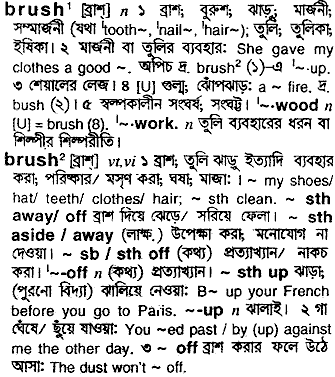 brush¹ [ব্রাশ] n ১ ব্রাশ; বুরুশ; ঝাড়ু; মার্জনী;
সম্মার্জনী (যথা ˈtooth~, ˈnail~, ˈhair~); তুলি; তুলিকা;
ইষিকা। ২ মার্জনী বা তুলির ব্যবহার: She gave my
clothes a good ~. অপিচ দ্র. brush² (১)-এ ˈ~-up.
৩ শেয়ালের লেজ। ৪ [U] গুল্ম; ঝোঁপঝাড়: a ~ fire. দ্র.
bush (২)। ৫ স্বল্পকালীন সংঘর্ষ, সংঘট্ট। ˈ~-wood n
[U] = brush (8). ˈ~-work. n তুলি ব্যবহারের ধরন বা
শিল্পীর শিল্পরীতি।
brush² [ব্রাশ] vt,vi ১ ব্রাশ; তুলি ঝাড়ু ইত্যাদি ব্যবহার
করা; পরিষ্কার/ মসৃণ করা; ঘষা; মাজা: I ~ my shoes/
hat/ teeth/ clothes/ hair; ~ sth clean. ~ sth
away/ off ব্রাশ দিয়ে ঝেড়ে/ সরিয়ে ফেলা। ~ sth
aside / away (লাক্ষ.) উপেক্ষা করা; মনোযোগ না
দেওয়া। ~ sb / sth off (কথ্য) প্রত্যাখ্যান/ নাকচ
করা। ˈ~-off n (কথ্য) প্রত্যাখ্যান। ~ sth up ঝাড়া;
(পুরনো বিদ্যা) ঝালিয়ে নেওয়া: B~ up your French
before you go to Paris. ~-up n ঝালাই। ২ গা
ঘেঁষে/ ছুঁয়ে যাওয়া: You ~ed past / by (up) against
me the other day. ৩ ~ off ব্রাশ করার ফলে উঠে
আসা: The dust won't ~ off.